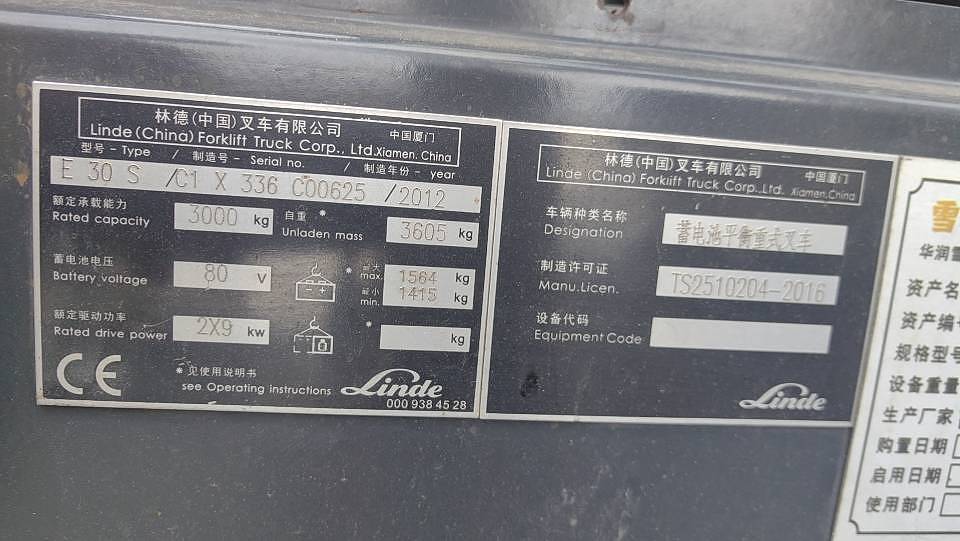 林德(中国)叉车有限公司 中国厦门
Linde (China) Forklift Truck Corp., Ltd. Xiamen. China
型号 - Type / 制造号 - Serial no. / 制造年份 - year
E 30 S /C1 X 336 C00625 /2012
额定承载能力 3000 kg 自重 *
Rated capacity Unladen mass 3605 kg
蓄电池电压 80 v * 最大 max. 1564 kg
Battery voltage 最小 min. 1415 kg
额定驱动功率 2X9 kw * kg
Rated drive power
CE
* 见使用说明书
see Operating instructions
Linde
000 938 45 28
林德(中国)叉车有限公司 中国厦门
Linde (China) Forklift Truck Corp.,Ltd. Xiamen,China
车辆种类名称 蓄电池平衡重式叉车
Designation
制造许可证 TS2510204-2016
Manu.Licen.
设备代码
Equipment Code
Linde
雪
华润雪
资产名
资产编
规格型号
设备重量
生产厂家
购置日期
启用日期
使用部门